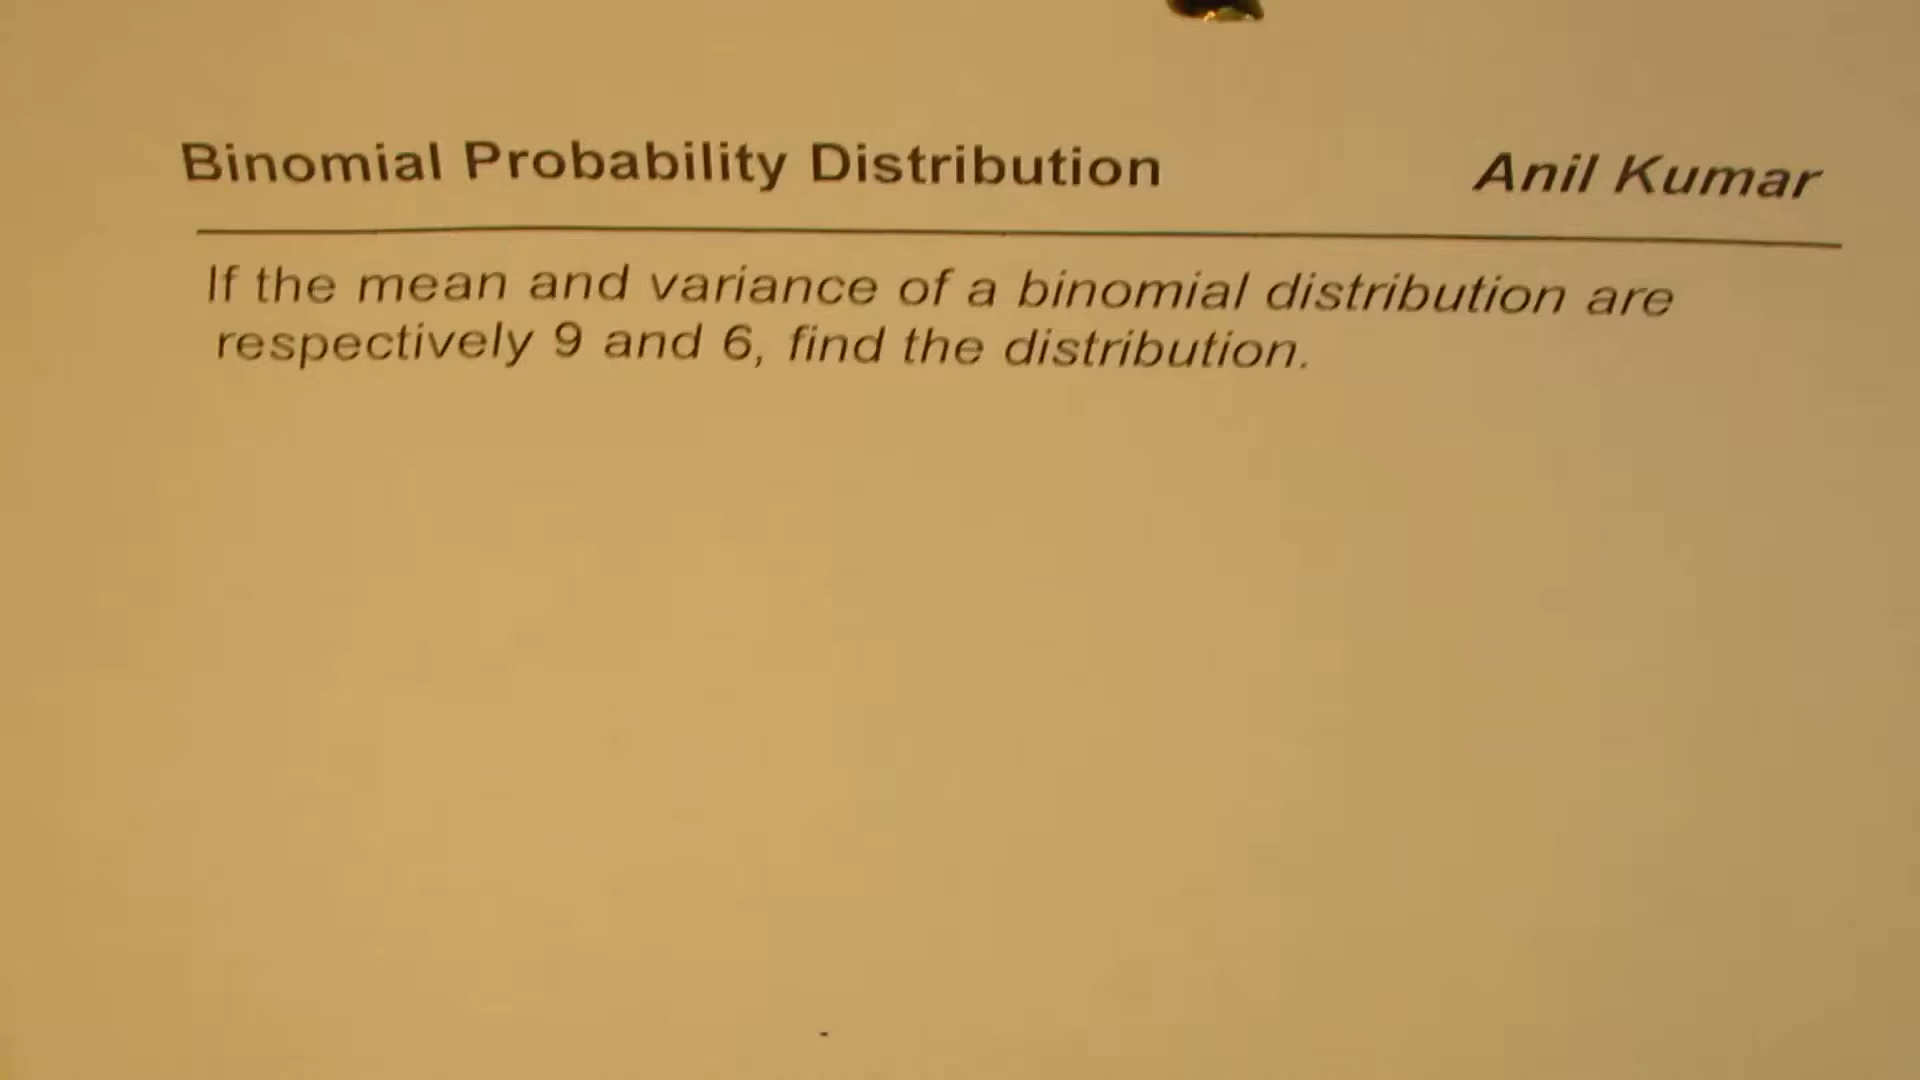 Binomial Probability Distribution Anil Kumar
If the mean and variance of a binomial distribution are
respectively 9 and 6, find the distribution.